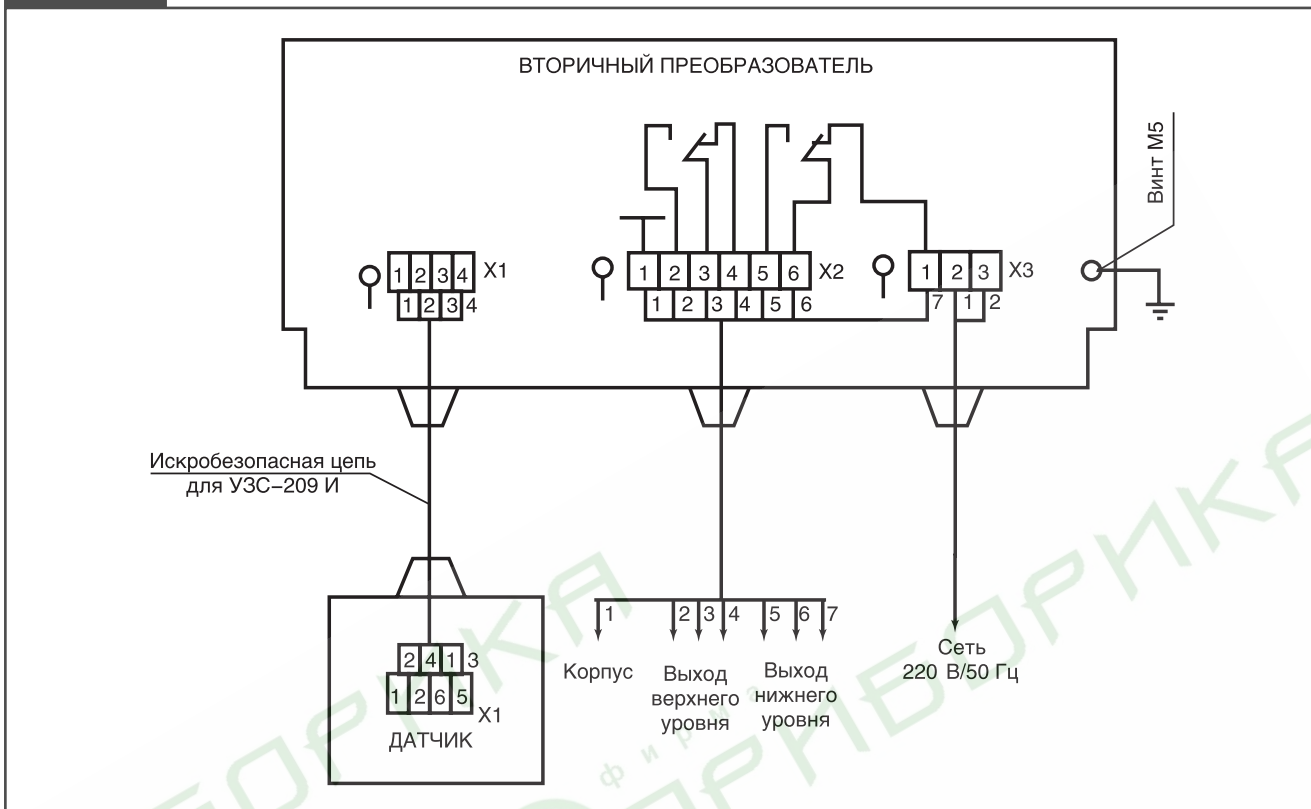 ВТОРИЧНЫЙ ПРЕОБРАЗОВАТЕЛЬ
Винт М5
1 2 3 4 X1
1 2 3 4
1 2 3 4 5 6 X2
1 2 3 4 5 6
1 2 3 X3
7 1 2
Искробезопасная цепь
для УЗС–209 И
1 2 3 4 5 6 7
Корпус
Выход
верхнего
уровня
Выход
нижнего
уровня
Сеть
220 В/50 Гц
2 4 1 3
1 2 6 5
X1
ДАТЧИК
фирма
ПРИБОРИКА